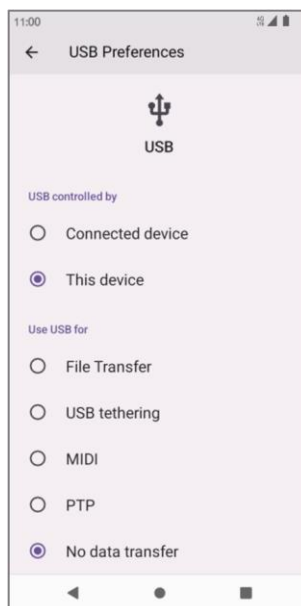 11:00
USB Preferences
USB
USB controlled by
Connected device
This device
Use USB for
File Transfer
USB tethering
MIDI
PTP
No data transfer